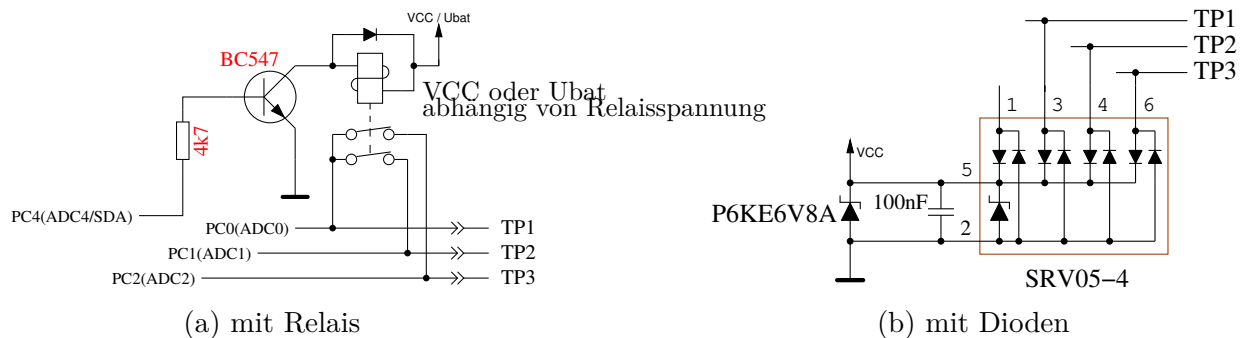 VCC / Ubat
BC547
VCC oder Ubat
abhängig von Relaisspannung
4k7
PC4(ADC4/SDA)
PC0(ADC0)
TP1
PC1(ADC1)
TP2
PC2(ADC2)
TP3
(a) mit Relais
TP1
TP2
TP3
1
3
4
6
VCC
5
P6KE6V8A
100nF
2
SRV05−4
(b) mit Dioden